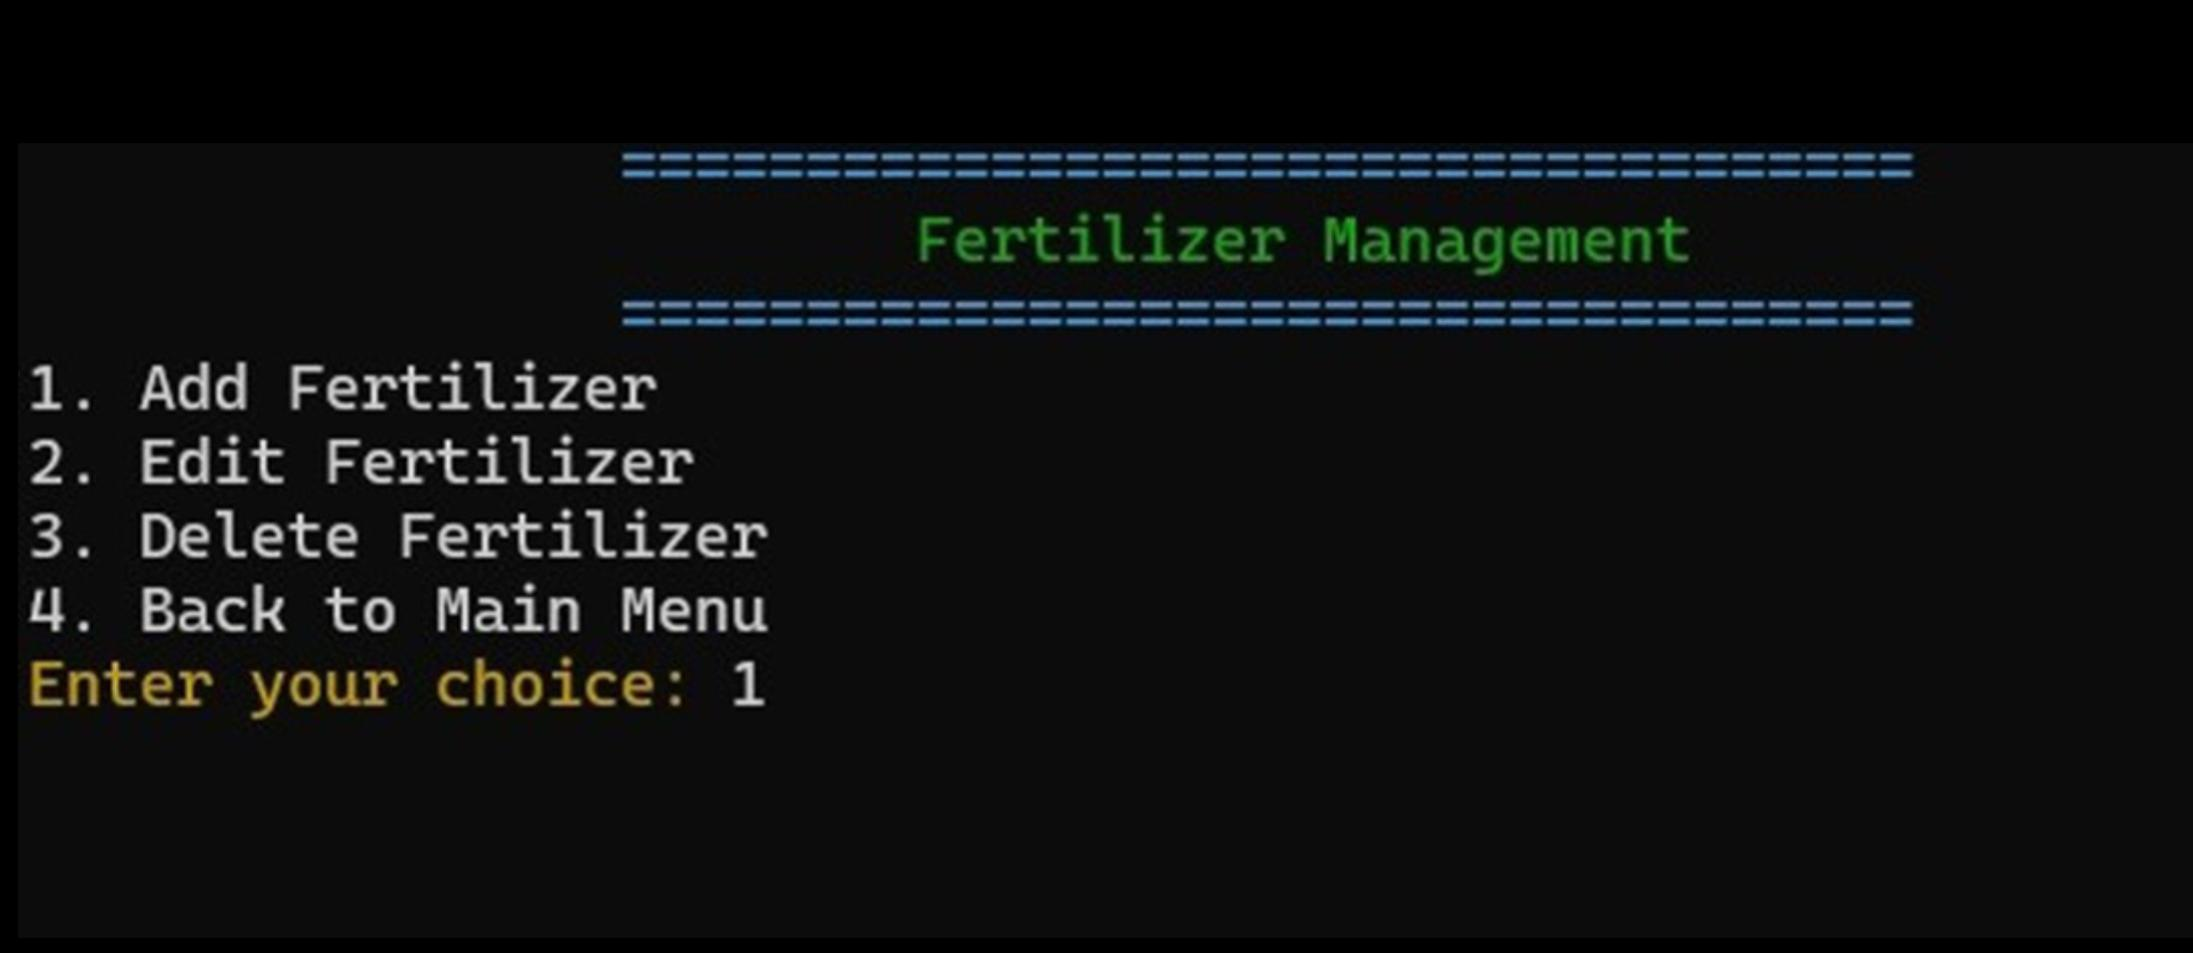 ===================================
Fertilizer Management
===================================
1. Add Fertilizer
2. Edit Fertilizer
3. Delete Fertilizer
4. Back to Main Menu
Enter your choice: 1